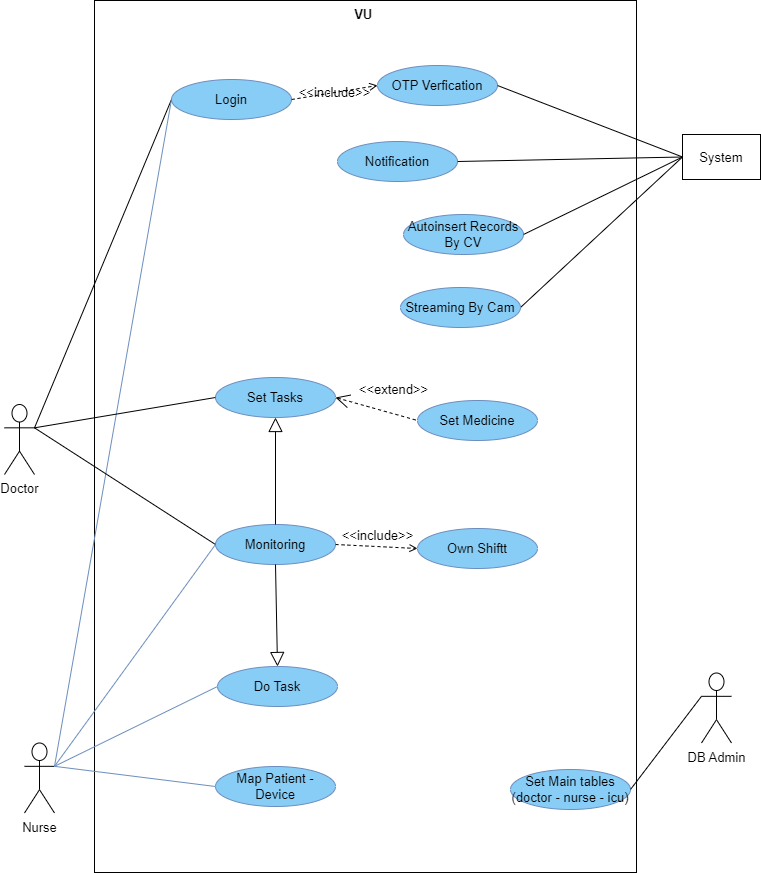 VU
Login
<<include>>
OTP Verfication
Notification
System
Autoinsert Records
By CV
Streaming By Cam
Set Tasks
<<extend>>
Set Medicine
Doctor
Monitoring
<<include>>
Own Shiftt
Do Task
DB Admin
Map Patient -
Device
Set Main tables
(doctor - nurse - icu)
Nurse